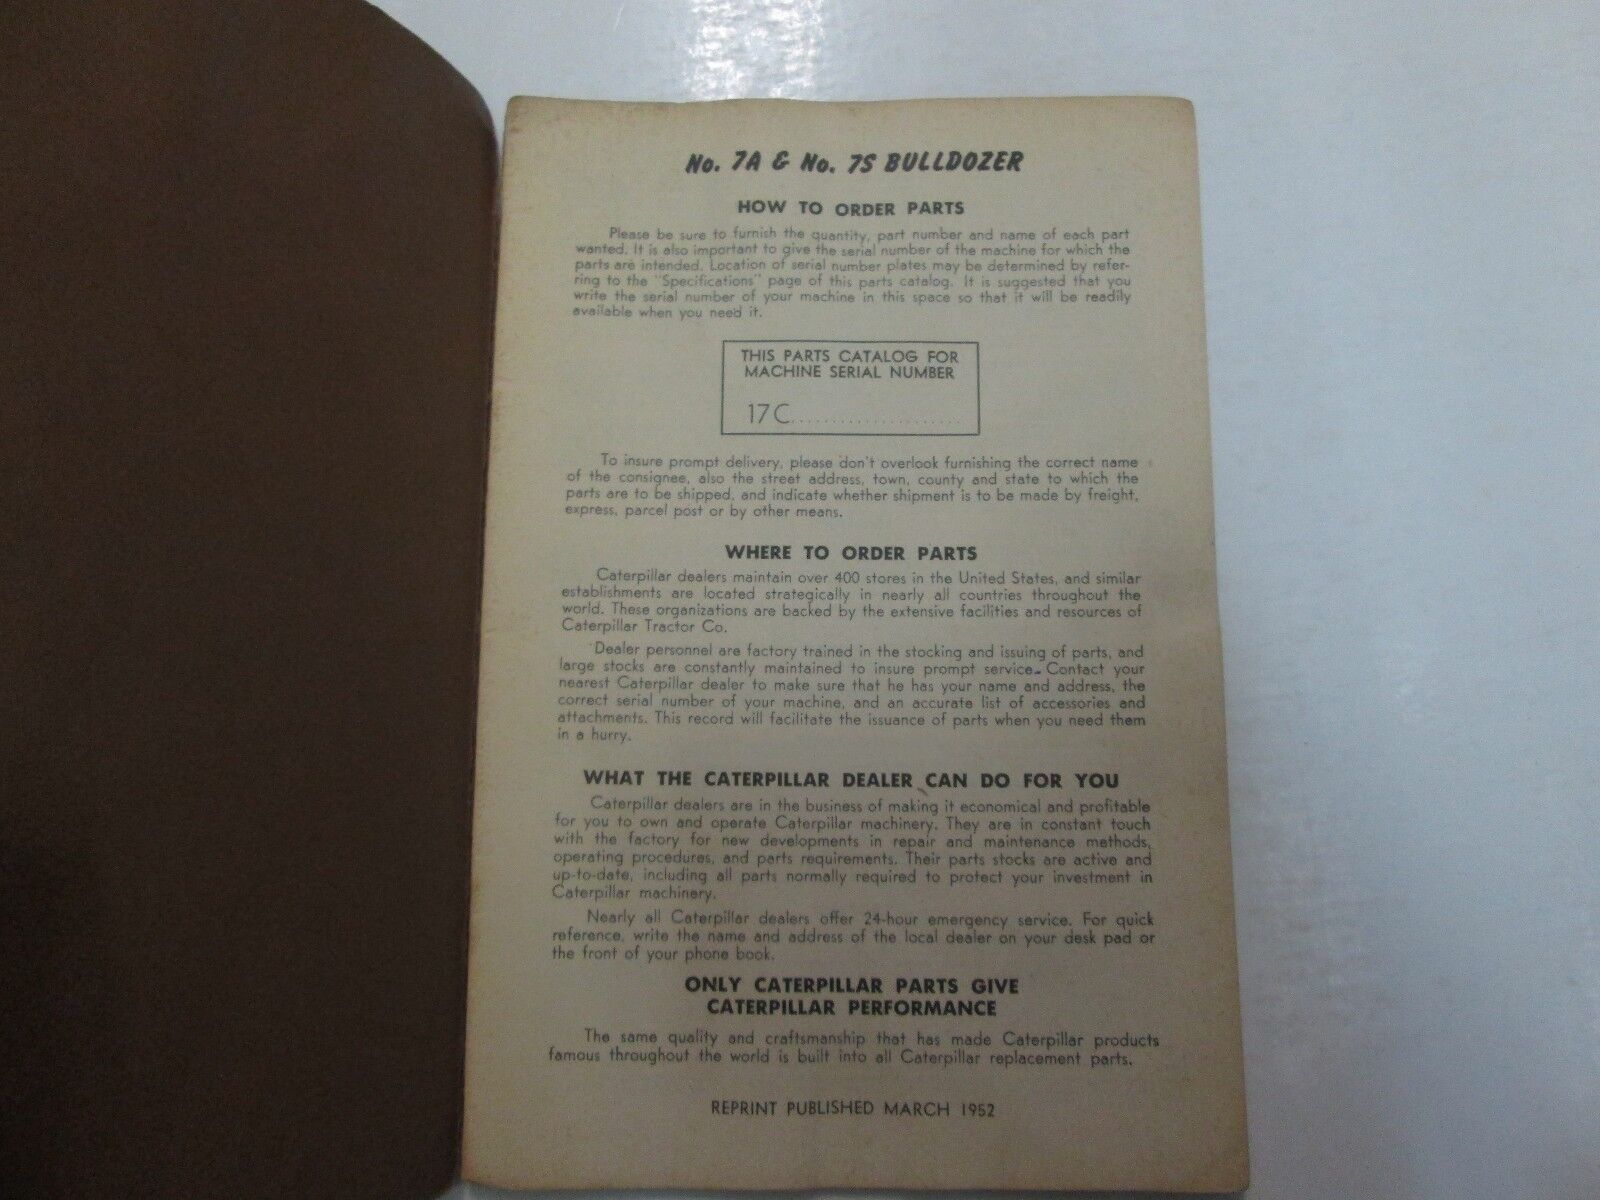 No. 7A & No. 7S BULLDOZER
HOW TO ORDER PARTS
Please be sure to furnish the quantity, part number and name of each part
wanted. It is also important to give the serial number of the machine for which the
parts are intended. Location of serial number plates may be determined by refer-
ring to the "Specifications" page of this parts catalog. It is suggested that you
write the serial number of your machine in this space so that it will be readily
available when you need it.
THIS PARTS CATALOG FOR
MACHINE SERIAL NUMBER
17C......................
To insure prompt delivery, please don't overlook furnishing the correct name
of the consignee, also the street address, town, county and state to which the
parts are to be shipped, and indicate whether shipment is to be made by freight,
express, parcel post or by other means.
WHERE TO ORDER PARTS
Caterpillar dealers maintain over 400 stores in the United States, and similar
establishments are located strategically in nearly all countries throughout the
world. These organizations are backed by the extensive facilities and resources of
Caterpillar Tractor Co.
Dealer personnel are factory trained in the stocking and issuing of parts, and
large stocks are constantly maintained to insure prompt service. Contact your
nearest Caterpillar dealer to make sure that he has your name and address, the
correct serial number of your machine, and an accurate list of accessories and
attachments. This record will facilitate the issuance of parts when you need them
in a hurry.
WHAT THE CATERPILLAR DEALER CAN DO FOR YOU
Caterpillar dealers are in the business of making it economical and profitable
for you to own and operate Caterpillar machinery. They are in constant touch
with the factory for new developments in repair and maintenance methods,
operating procedures, and parts requirements. Their parts stocks are active and
up-to-date, including all parts normally required to protect your investment in
Caterpillar machinery.
Nearly all Caterpillar dealers offer 24-hour emergency service. For quick
reference, write the name and address of the local dealer on your desk pad or
the front of your phone book.
ONLY CATERPILLAR PARTS GIVE
CATERPILLAR PERFORMANCE
The same quality and craftsmanship that has made Caterpillar products
famous throughout the world is built into all Caterpillar replacement parts.
REPRINT PUBLISHED MARCH 1952